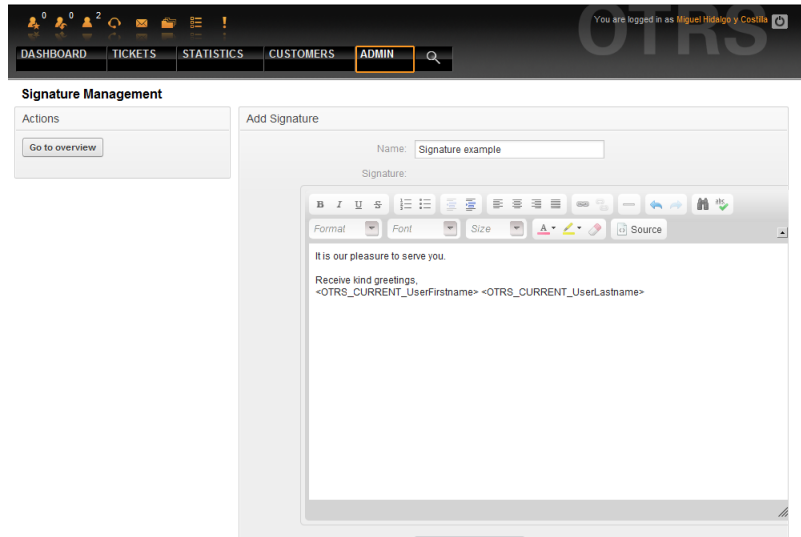 0 0 2
You are logged in as Miguel Hidalgo y Costilla
OTRS
DASHBOARD TICKETS STATISTICS CUSTOMERS ADMIN
Signature Management
Actions
Go to overview
Add Signature
Name: Signature example
Signature:
B I U S
Format Font Size A Source
It is our pleasure to serve you.
Receive kind greetings,
<OTRS_CURRENT_UserFirstname> <OTRS_CURRENT_UserLastname>